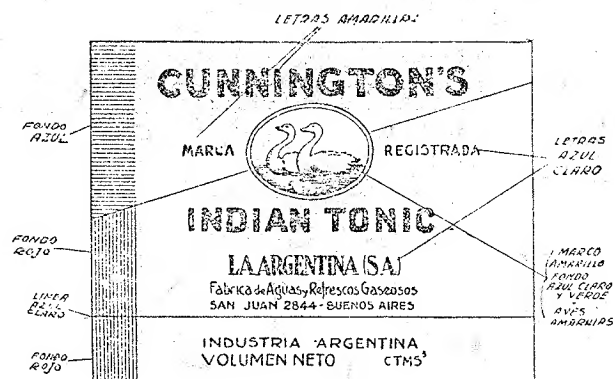 LETRAS AMARILLAS
CUNNINGTON'S
FONDO
AZUL
MARCA REGISTRADA
LETRAS
AZUL
CLARO
INDIAN TONIC
FONDO
ROJO
LA ARGENTINA (S.A.)
Fábrica de Aguas y Refrescos Gaseosos
SAN JUAN 2844 - BUENOS AIRES
MARCO
AMARILLO
FONDO
AZUL CLARO
Y VERDE
AVES
AMARILLAS
LINEA
AZUL
CLARO
FONDO
ROJO
INDUSTRIA ARGENTINA
VOLUMEN NETO CTMS³